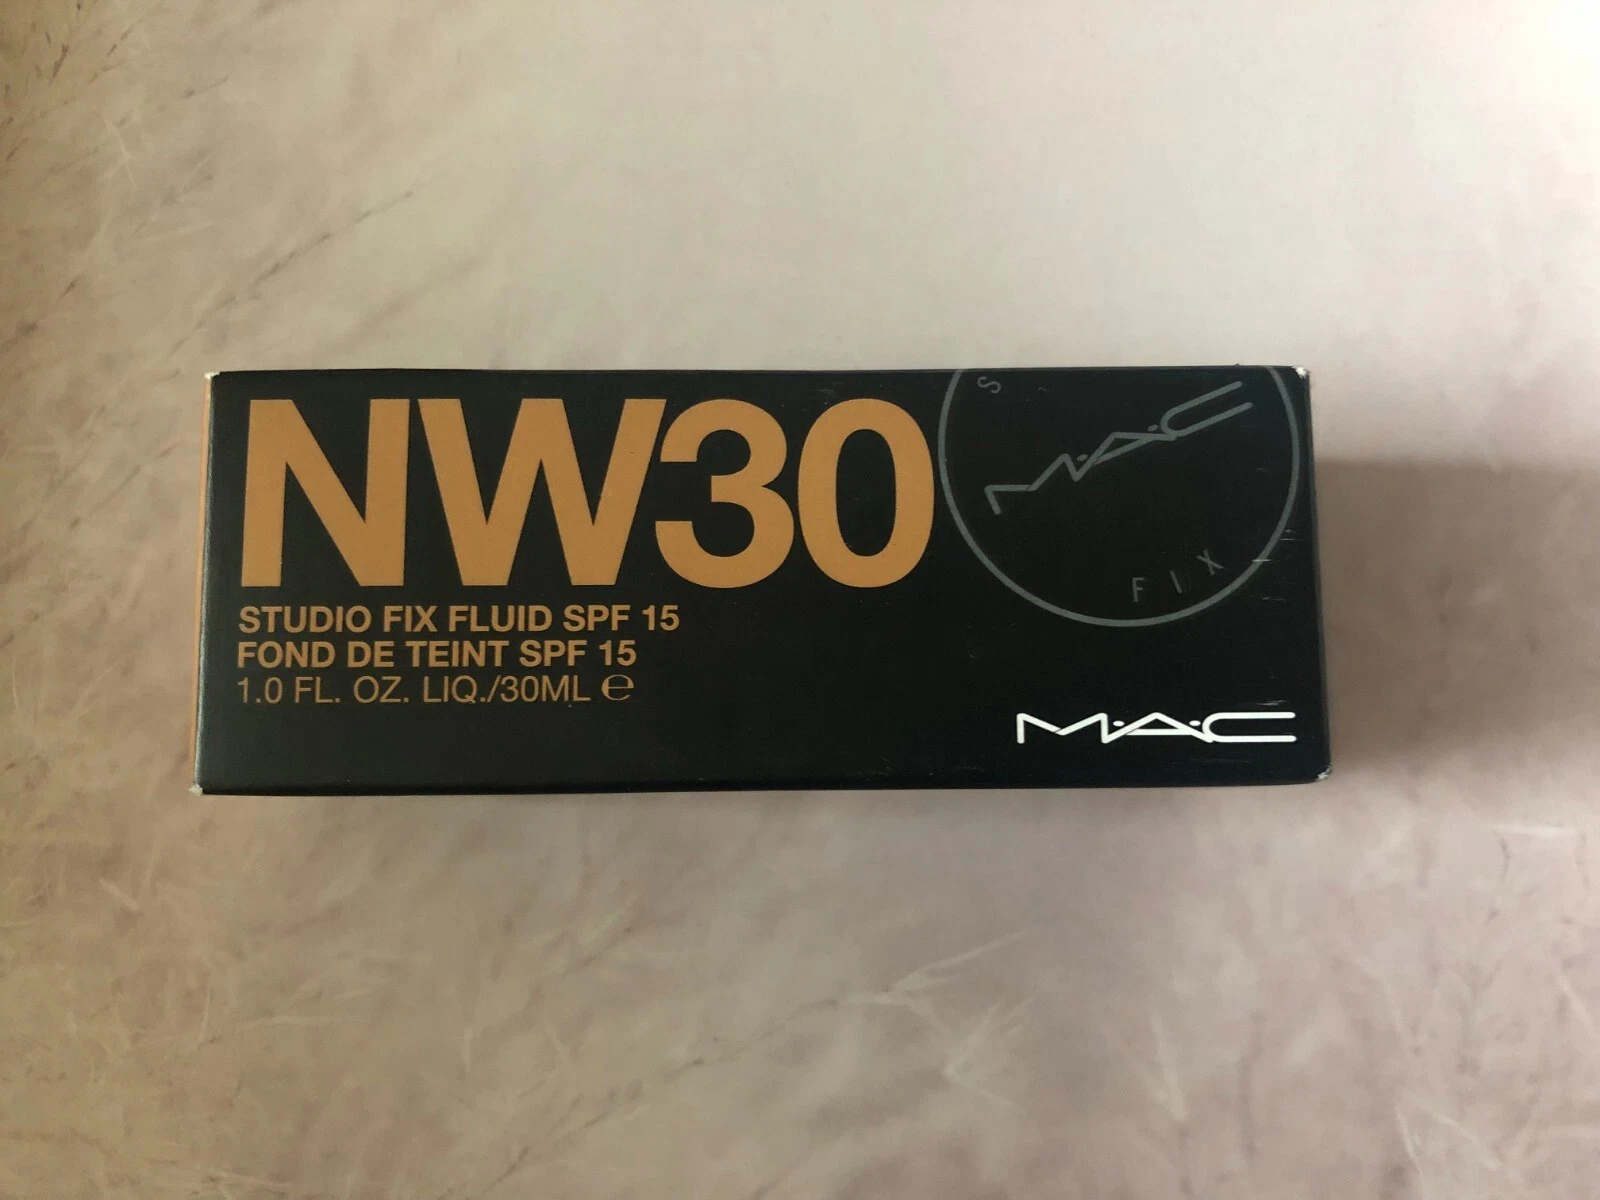 NW30
STUDIO FIX FLUID SPF 15
FOND DE TEINT SPF 15
1.0 FL. OZ. LIQ./30ML ℮
S
M·A·C
FIX
M·A·C